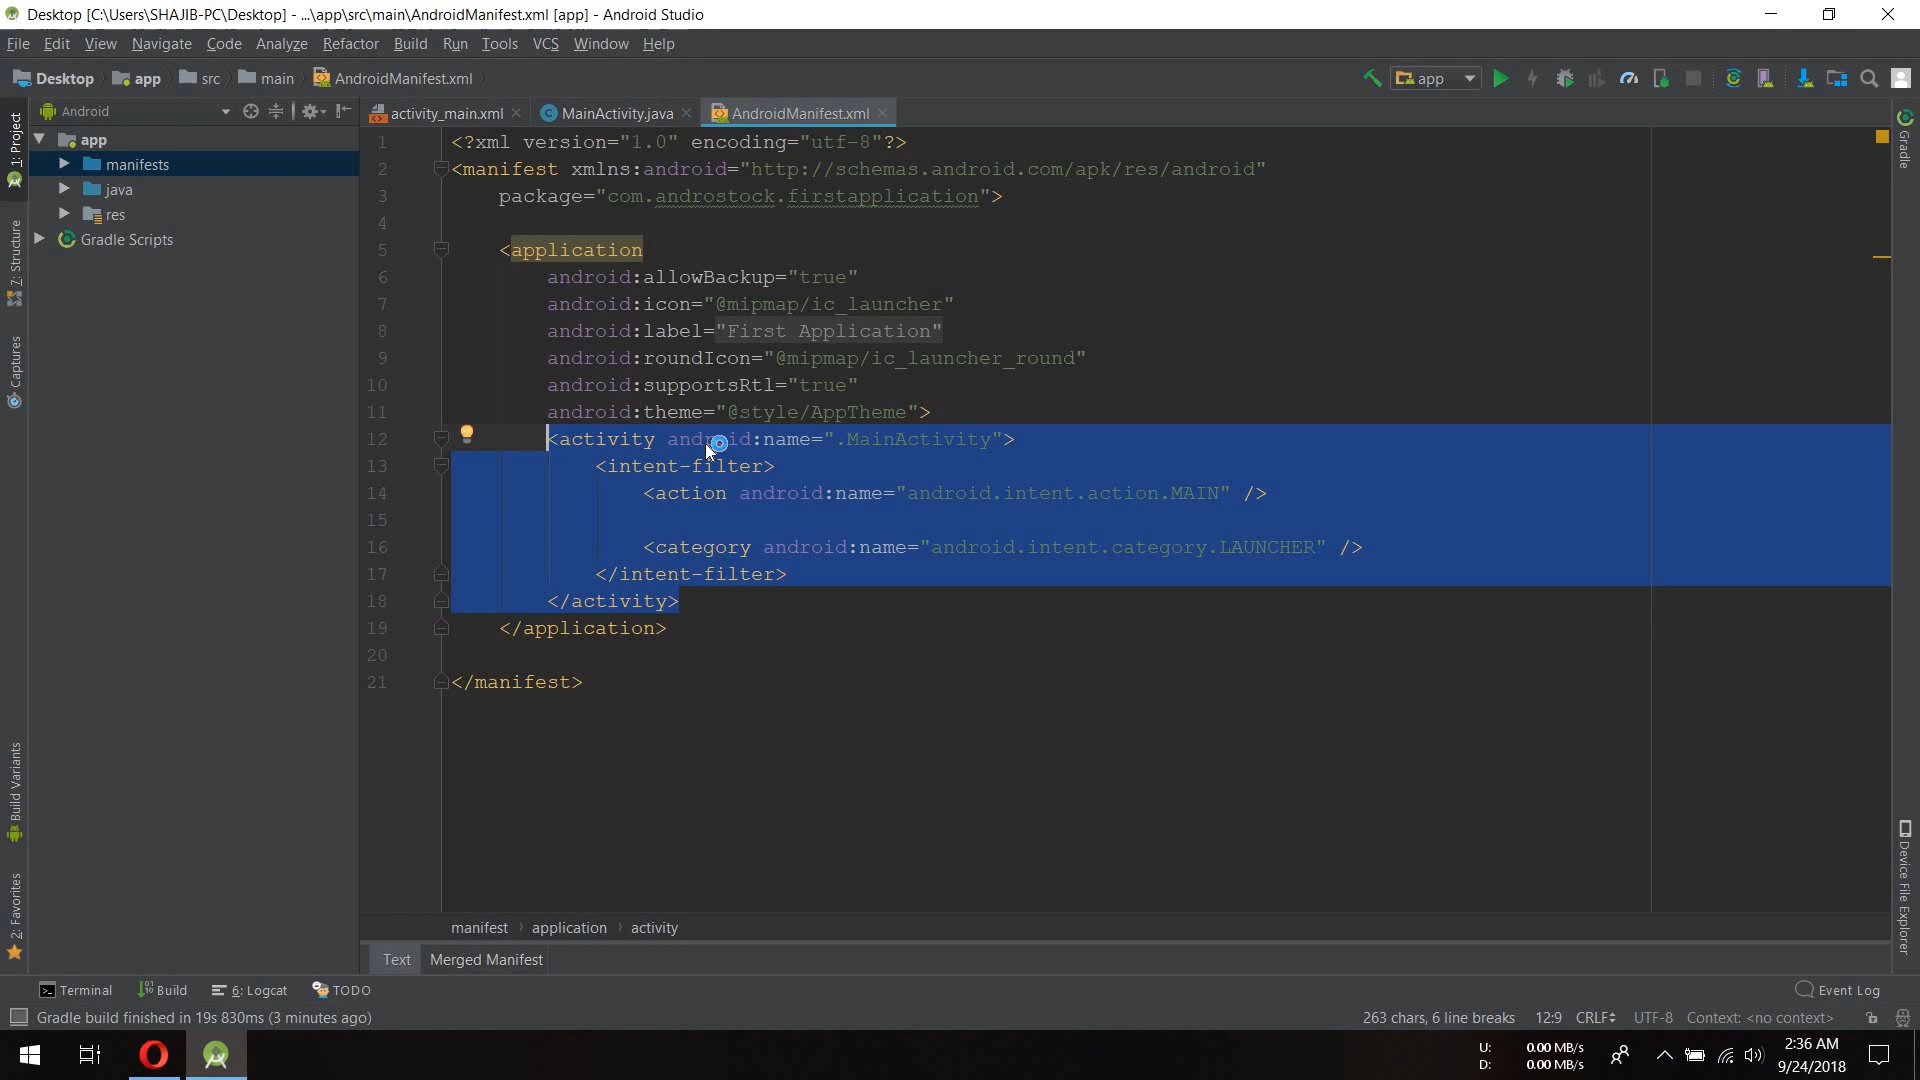 Desktop [C:\Users\SHAJIB-PC\Desktop] - ...\app\src\main\AndroidManifest.xml [app] - Android Studio
File Edit View Navigate Code Analyze Refactor Build Run Tools VCS Window Help
Desktop app src main AndroidManifest.xml
app
Android
activity_main.xml MainActivity.java AndroidManifest.xml
1: Project
7: Structure
Captures
Build Variants
2: Favorites
app
manifests
java
res
Gradle Scripts
1 <?xml version="1.0" encoding="utf-8"?>
2 <manifest xmlns:android="http://schemas.android.com/apk/res/android"
3 package="com.androstock.firstapplication">
4
5 <application
6 android:allowBackup="true"
7 android:icon="@mipmap/ic_launcher"
8 android:label="First Application"
9 android:roundIcon="@mipmap/ic_launcher_round"
10 android:supportsRtl="true"
11 android:theme="@style/AppTheme">
12 <activity android:name=".MainActivity">
13 <intent-filter>
14 <action android:name="android.intent.action.MAIN" />
15
16 <category android:name="android.intent.category.LAUNCHER" />
17 </intent-filter>
18 </activity>
19 </application>
20
21 </manifest>
Gradle
Device File Explorer
manifest › application › activity
Text Merged Manifest
Terminal Build 6: Logcat TODO Event Log
Gradle build finished in 19s 830ms (3 minutes ago) 263 chars, 6 line breaks 12:9 CRLF UTF-8 Context: <no context>
U: 0.00 MB/s
D: 0.00 MB/s
2:36 AM
9/24/2018